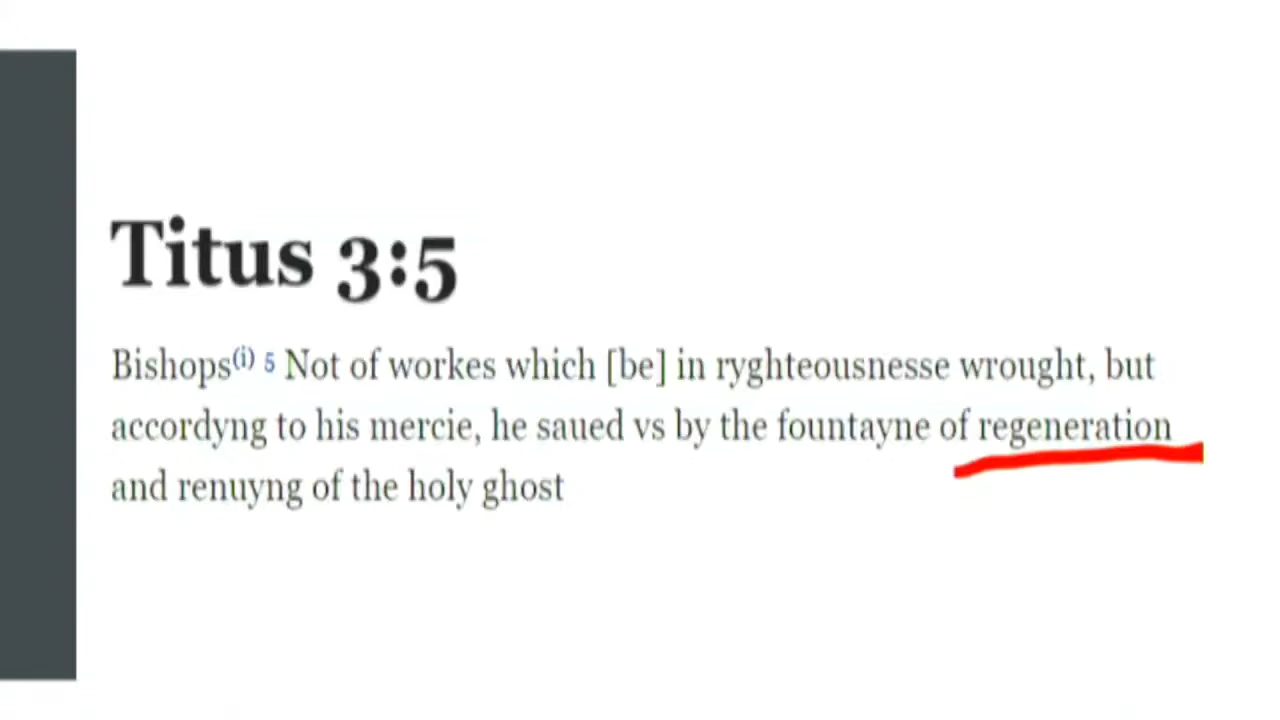 Titus 3:5
Bishops(i) 5 Not of workes which [be] in ryghteousnesse wrought, but
accordyng to his mercie, he saued vs by the fountayne of regeneration
and renuyng of the holy ghost